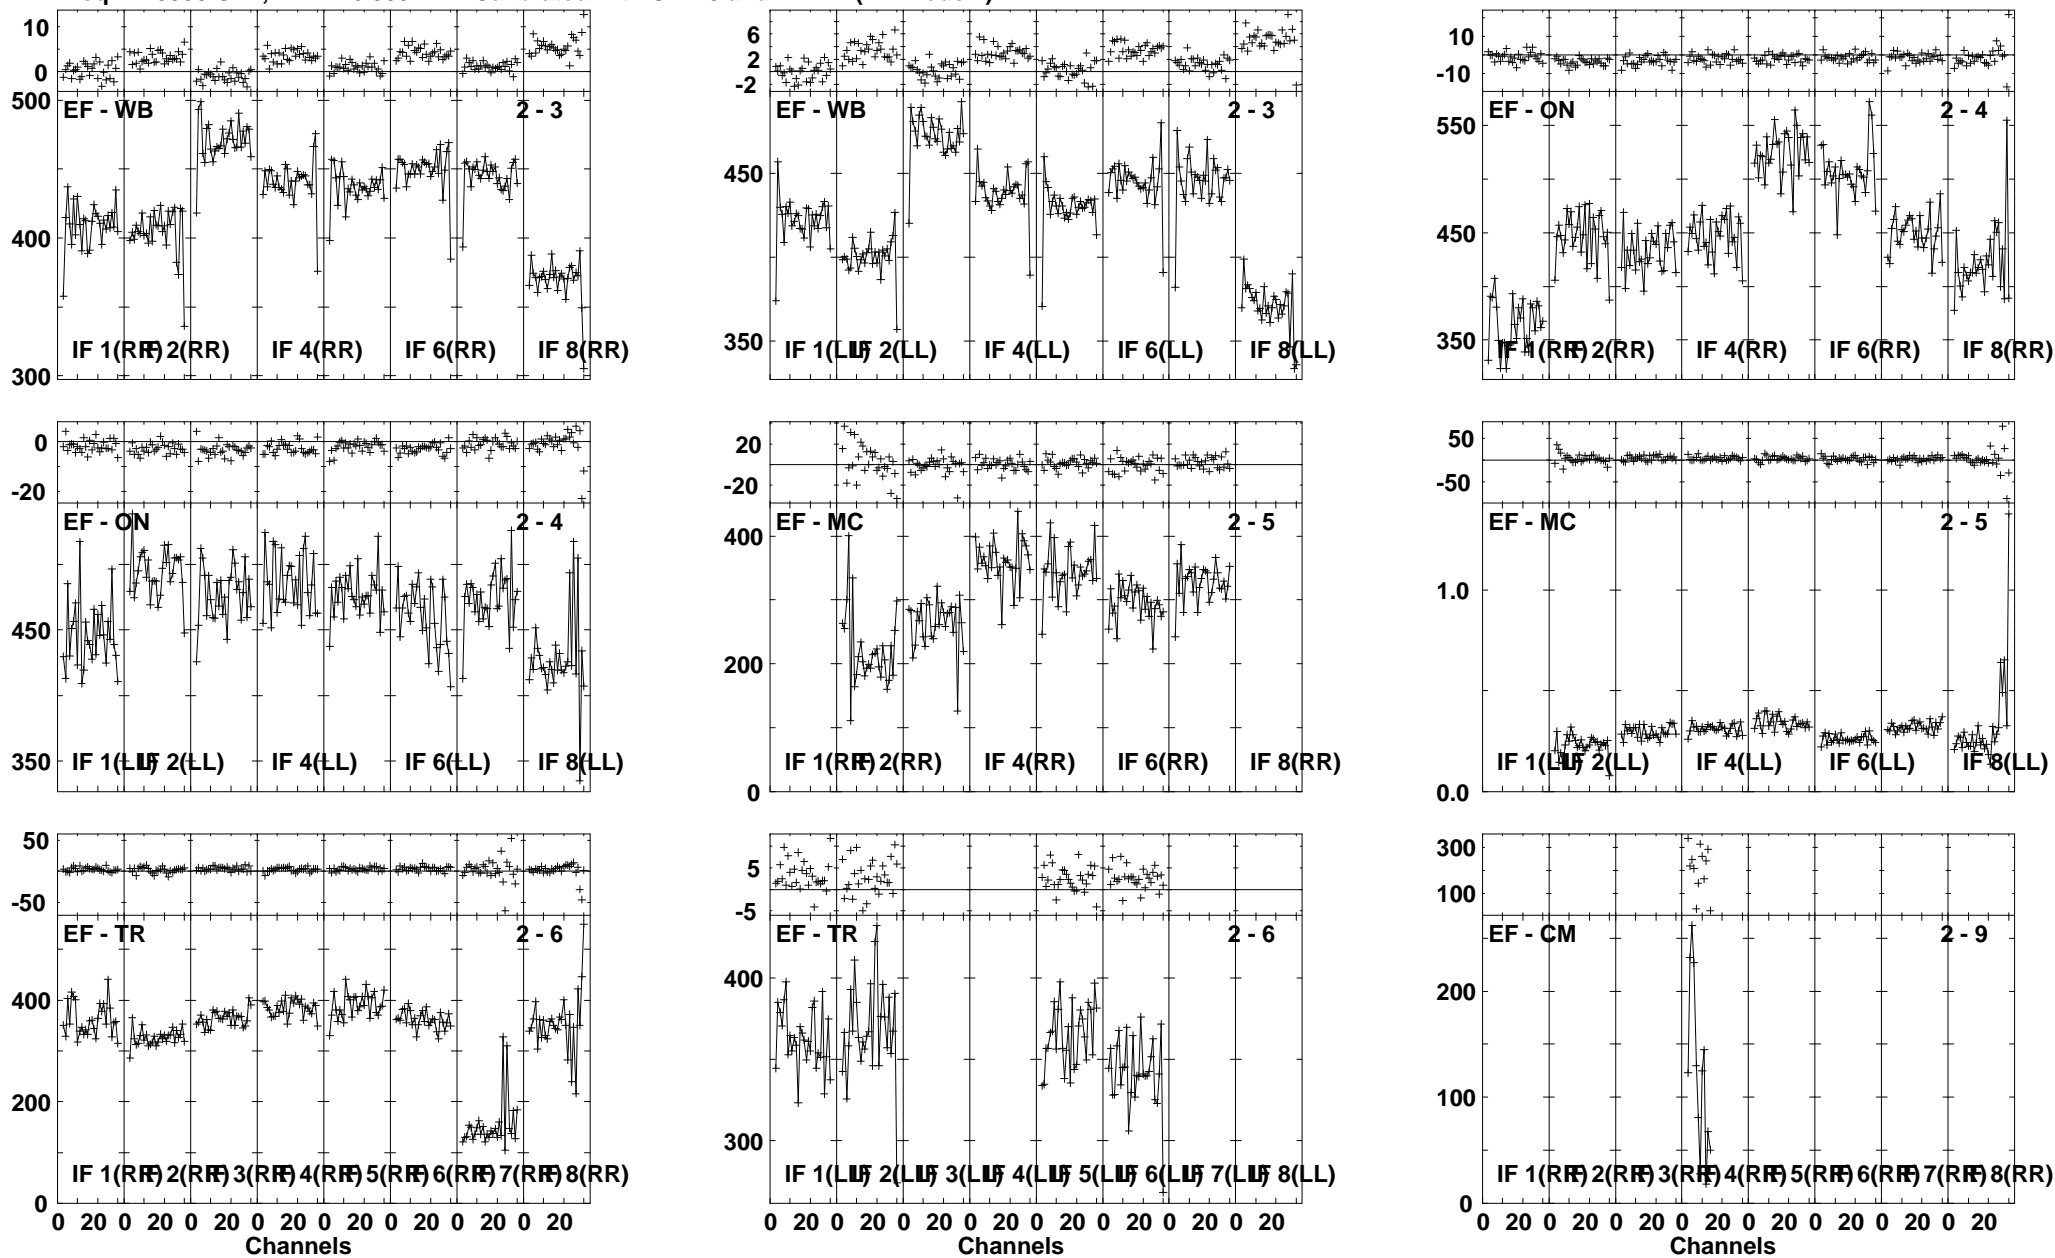 10
0
500
400
300
EF - WB 2 - 3
IF 1(RR) IF 2(RR) IF 4(RR) IF 6(RR) IF 8(RR)
6
2
-2
450
350
EF - WB 2 - 3
IF 1(LL) IF 2(LL) IF 4(LL) IF 6(LL) IF 8(LL)
10
-10
550
450
350
EF - ON 2 - 4
IF 1(RR) IF 2(RR) IF 4(RR) IF 6(RR) IF 8(RR)
0
-20
450
350
EF - ON 2 - 4
IF 1(LL) IF 2(LL) IF 4(LL) IF 6(LL) IF 8(LL)
20
-20
400
200
0
EF - MC 2 - 5
IF 1(RR) IF 2(RR) IF 4(RR) IF 6(RR) IF 8(RR)
50
-50
1.0
0.0
EF - MC 2 - 5
IF 1(LL) IF 2(LL) IF 4(LL) IF 6(LL) IF 8(LL)
50
-50
400
200
0
EF - TR 2 - 6
IF 1(RR) IF 2(RR) IF 3(RR) IF 4(RR) IF 5(RR) IF 6(RR) IF 7(RR) IF 8(RR)
0 20 0 20 0 20 0 20 0 20 0 20 0 20 0 20
Channels
5
-5
400
300
EF - TR 2 - 6
IF 1(LL) IF 2(LL) IF 3(LL) IF 4(LL) IF 5(LL) IF 6(LL) IF 7(LL) IF 8(LL)
0 20 0 20 0 20 0 20 0 20 0 20 0 20 0 20
Channels
300
100
200
100
0
EF - CM 2 - 9
IF 1(RR) IF 2(RR) IF 3(RR) IF 4(RR) IF 5(RR) IF 6(RR) IF 7(RR) IF 8(RR)
0 20 0 20 0 20 0 20 0 20 0 20 0 20 0 20
Channels